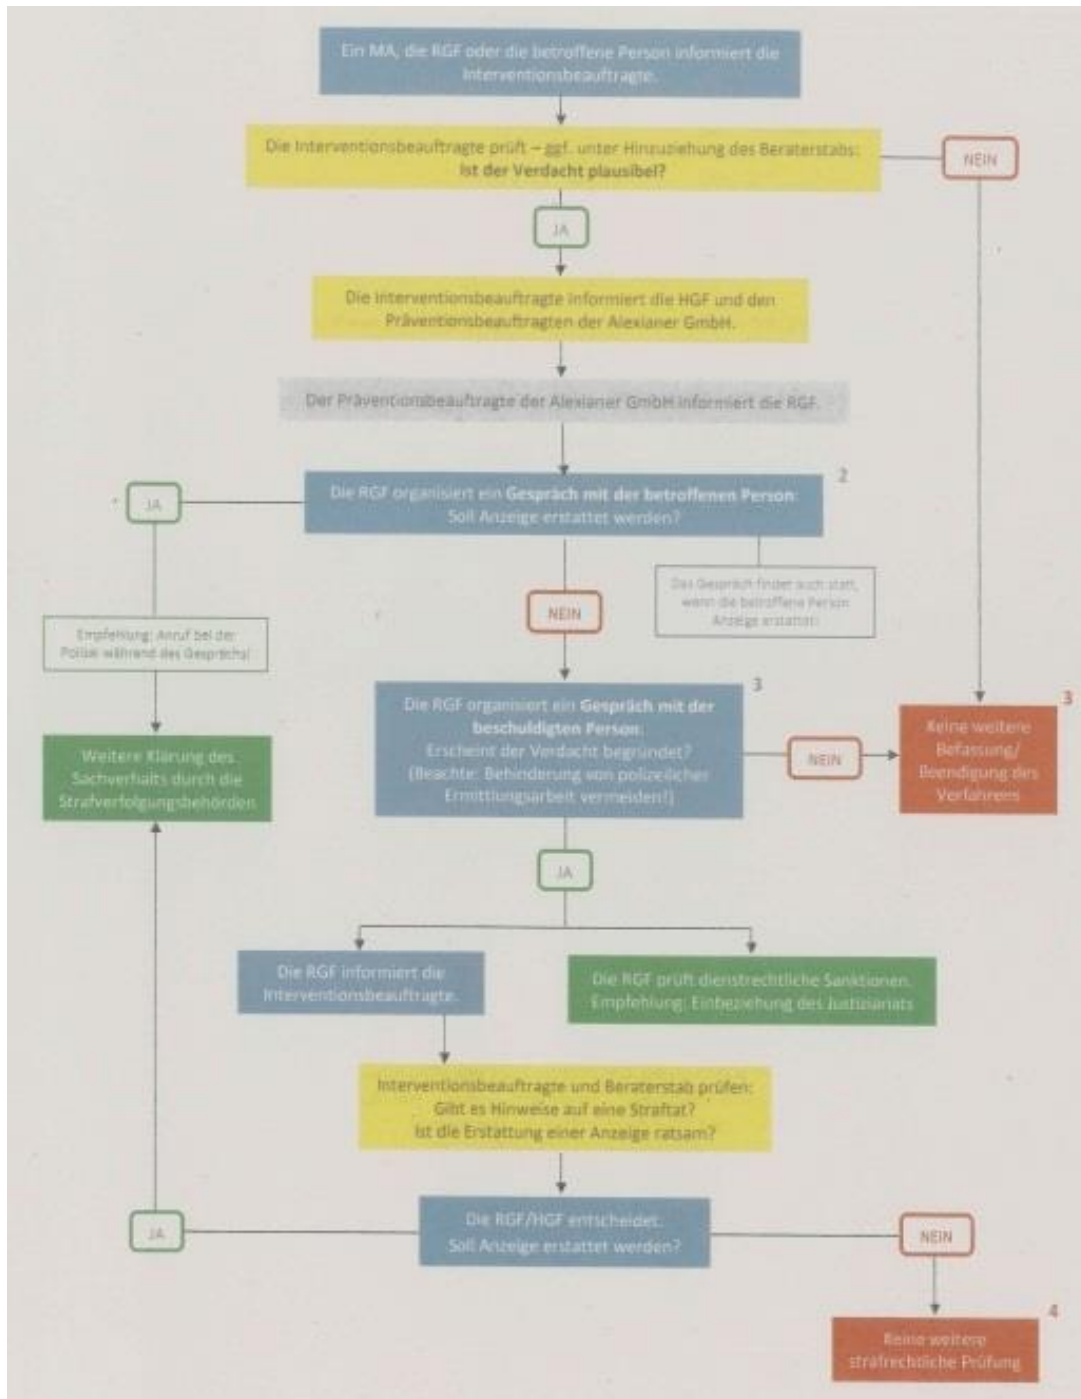 Ein MA, die RGF oder die betroffene Person informiert die
Interventionsbeauftragte.
Die Interventionsbeauftragte prüft – ggf. unter Hinzuziehung des Beraterstabs:
Ist der Verdacht plausibel?
NEIN
JA
Die Interventionsbeauftragte informiert die HGF und den
Präventionsbeauftragten der Alexianer GmbH.
Der Präventionsbeauftragte der Alexianer GmbH informiert die RGF.
2
Die RGF organisiert ein Gespräch mit der betroffenen Person:
Soll Anzeige erstattet werden?
JA
Das Gespräch findet auch statt,
wenn die betroffene Person
Anzeige erstattet!
NEIN
Empfehlung: Anruf bei der
Polizei während des Gesprächs!
3
Die RGF organisiert ein Gespräch mit der
beschuldigten Person:
Erscheint der Verdacht begründet?
(Beachte: Behinderung von polizeilicher
Ermittlungsarbeit vermeiden!)
NEIN
3
Keine weitere
Befassung/
Beendigung des
Verfahrens
Weitere Klärung des
Sachverhalts durch die
Strafverfolgungsbehörden
JA
Die RGF informiert die
Interventionsbeauftragte.
Die RGF prüft dienstrechtliche Sanktionen.
Empfehlung: Einbeziehung des Justiziariats
Interventionsbeauftragte und Beraterstab prüfen:
Gibt es Hinweise auf eine Straftat?
Ist die Erstattung einer Anzeige ratsam?
Die RGF/HGF entscheidet:
Soll Anzeige erstattet werden?
JA
NEIN
4
Keine weitere
strafrechtliche Prüfung